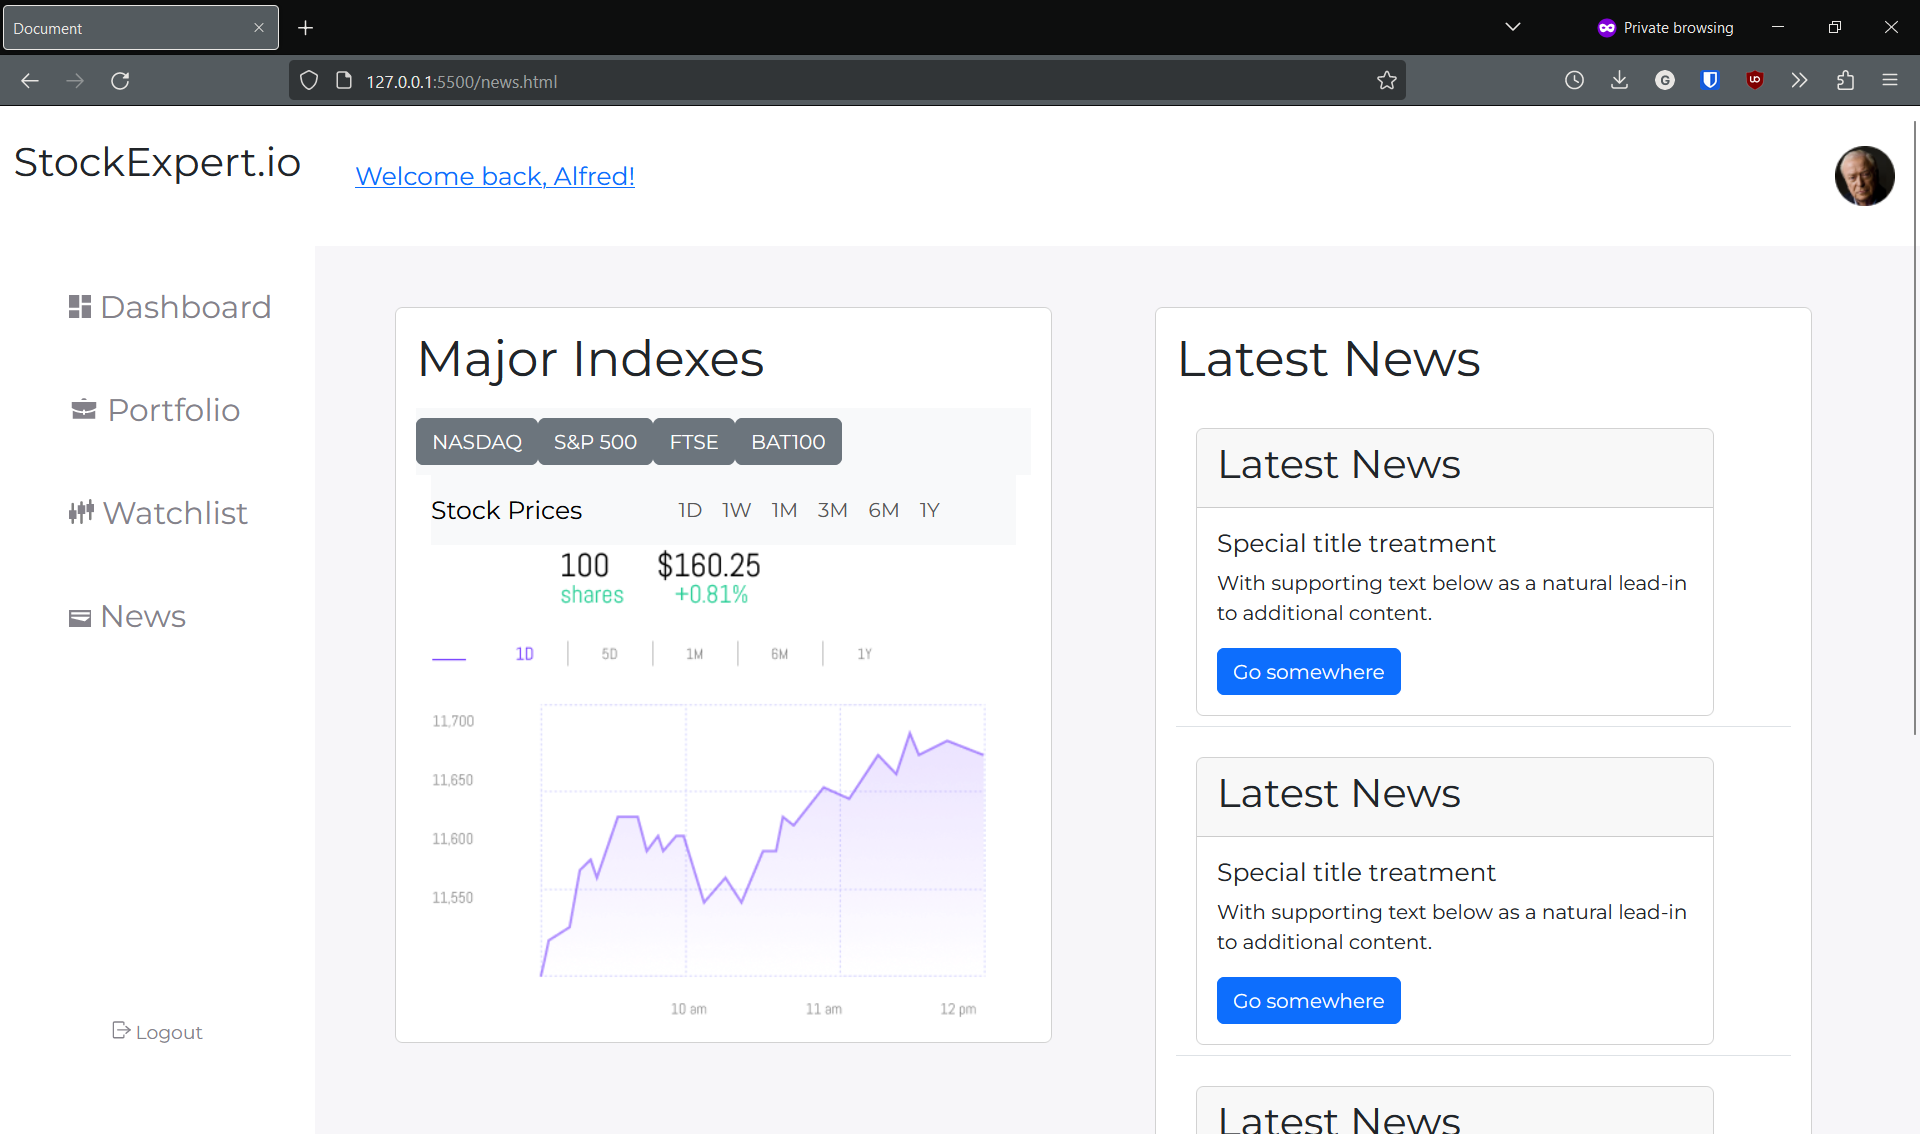 Document
Private browsing
127.0.0.1:5500/news.html
StockExpert.io
Welcome back, Alfred!
Dashboard
Portfolio
Watchlist
News
Logout
Major Indexes
NASDAQ S&P 500 FTSE BAT100
Stock Prices 1D 1W 1M 3M 6M 1Y
100 $160.25
shares +0.81%
1D 5D 1M 6M 1Y
11,700
11,650
11,600
11,550
10 am 11 am 12 pm
Latest News
Latest News
Special title treatment
With supporting text below as a natural lead-in
to additional content.
Go somewhere
Latest News
Special title treatment
With supporting text below as a natural lead-in
to additional content.
Go somewhere
Latest News